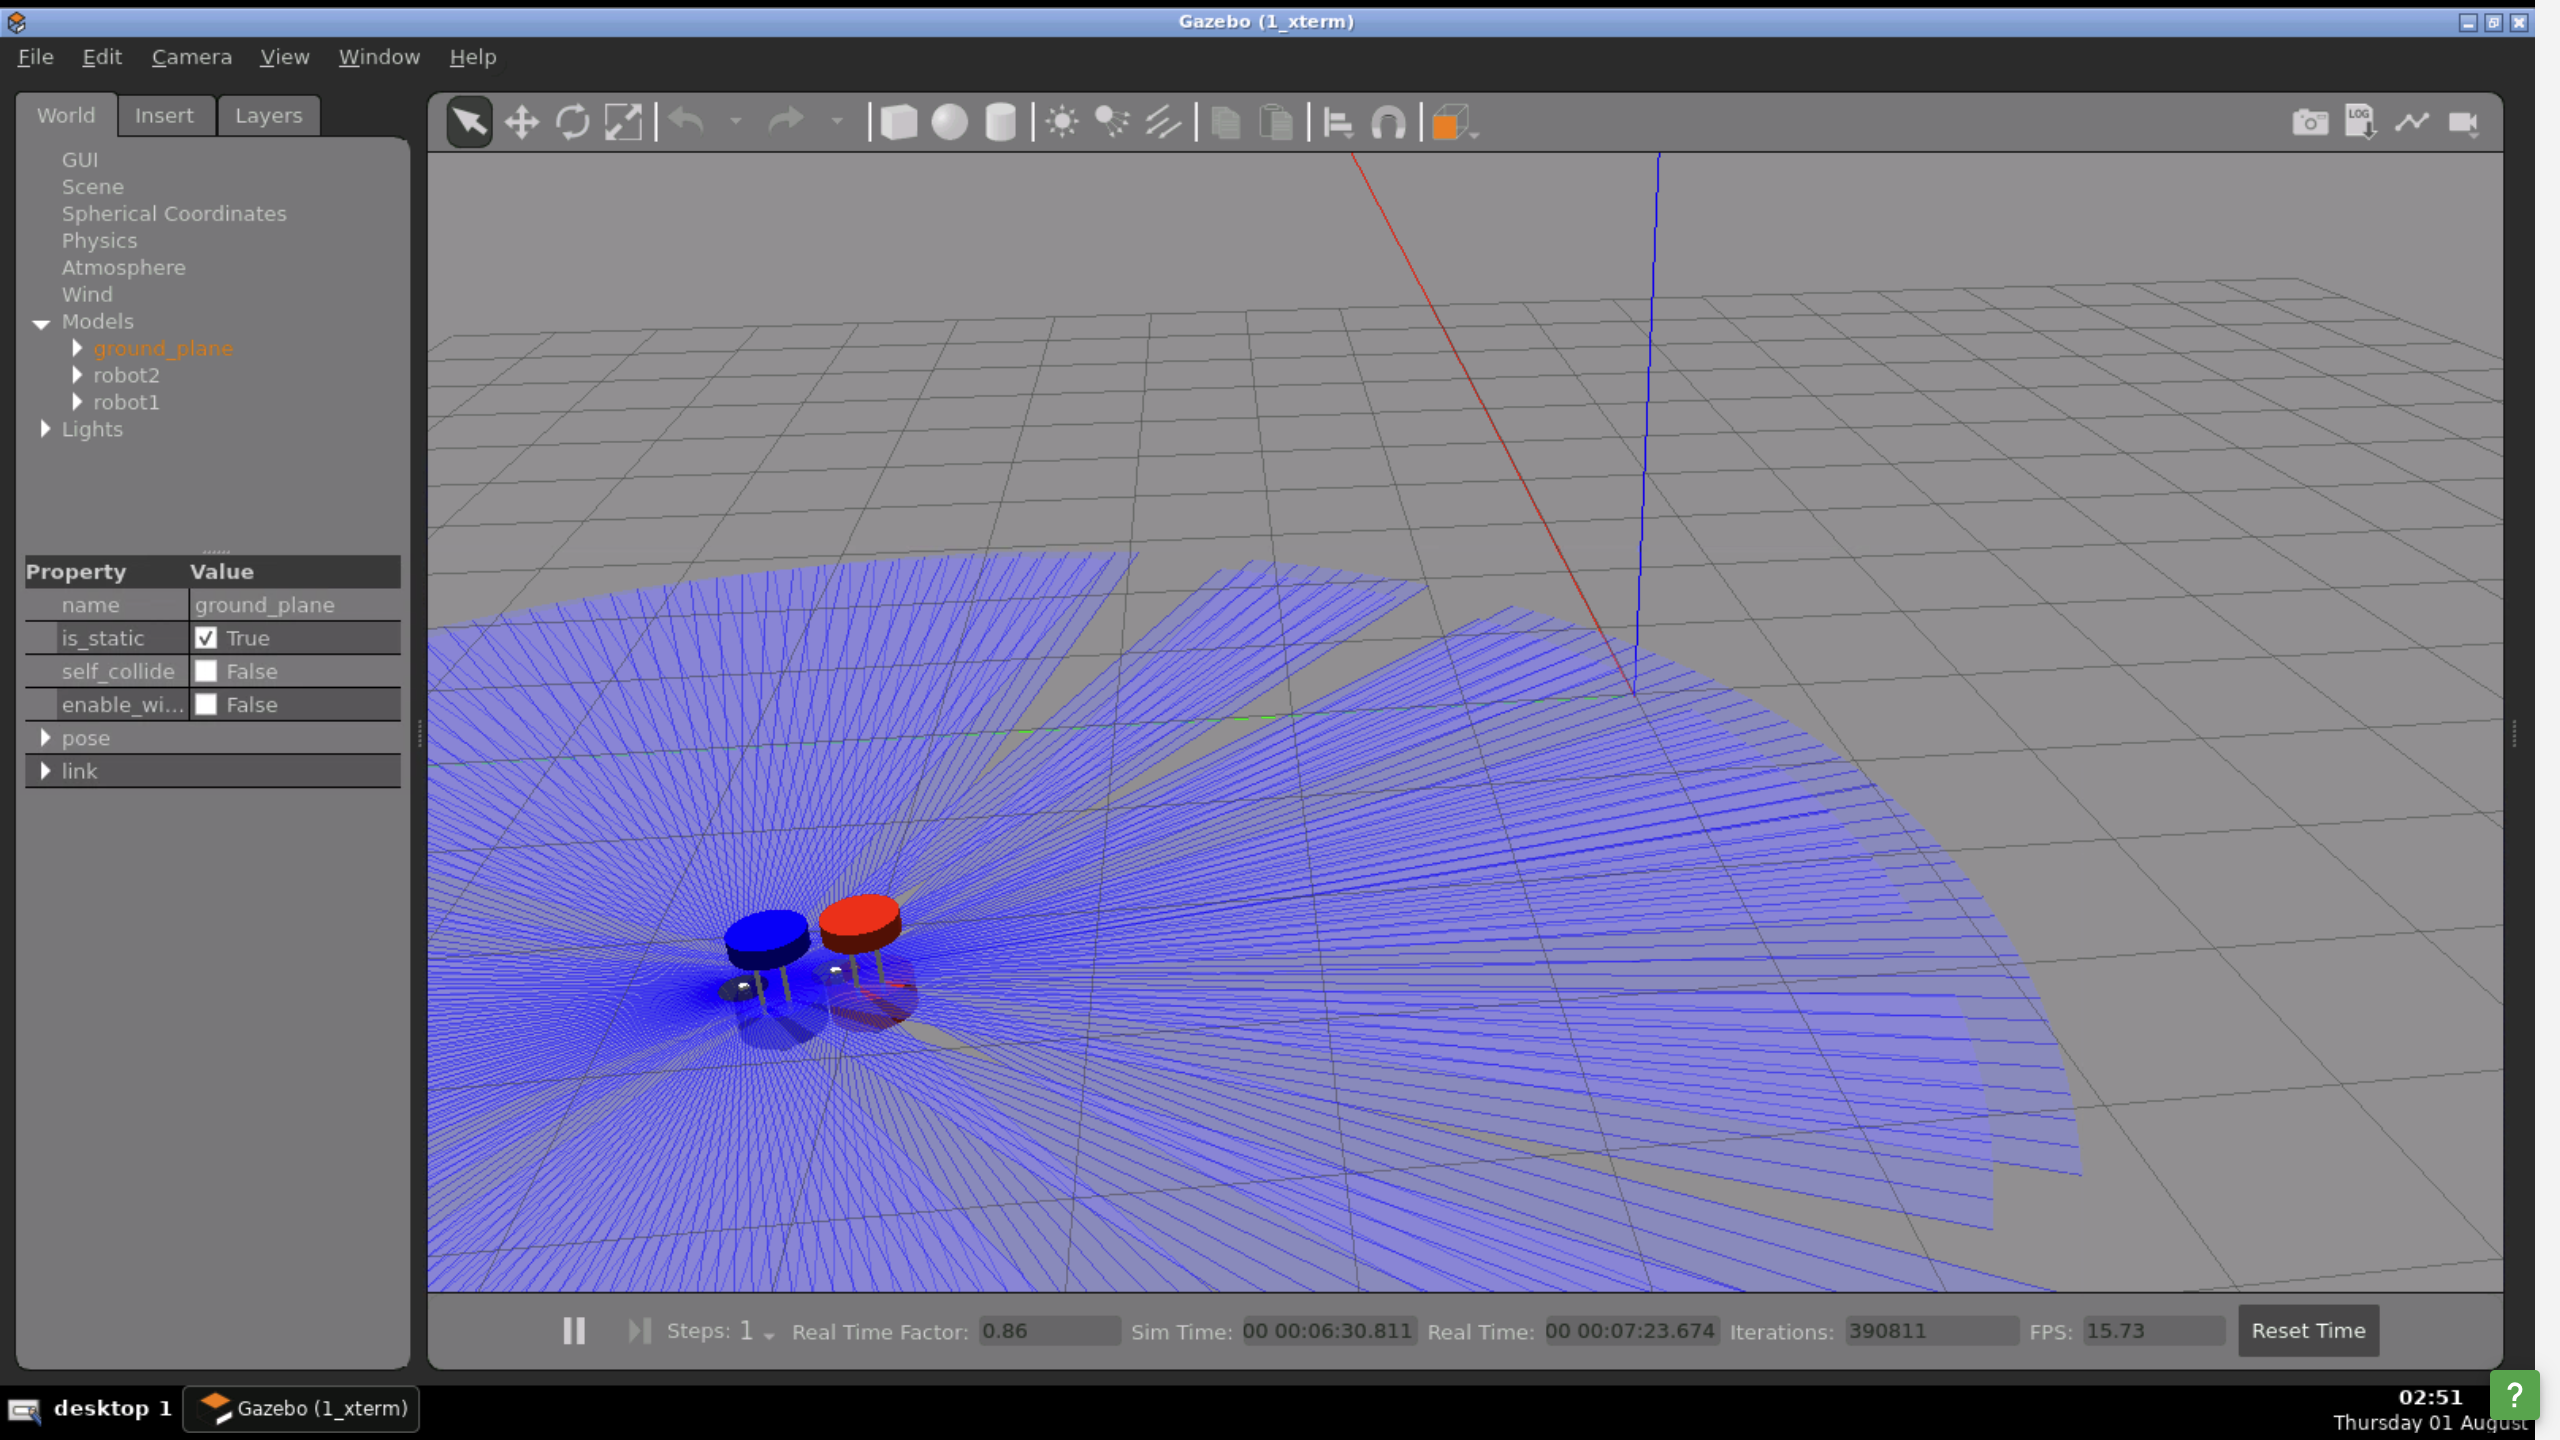 Gazebo (1_xterm)
File Edit Camera View Window Help
World Insert Layers
LOG
GUI
Scene
Spherical Coordinates
Physics
Atmosphere
Wind
Models
ground_plane
robot2
robot1
Lights
Property Value
name ground_plane
is_static True
self_collide False
enable_wi... False
pose
link
Steps: 1 Real Time Factor: 0.86 Sim Time: 00 00:06:30.811 Real Time: 00 00:07:23.674 Iterations: 390811 FPS: 15.73 Reset Time
desktop 1 Gazebo (1_xterm) 02:51
Thursday 01 August
?